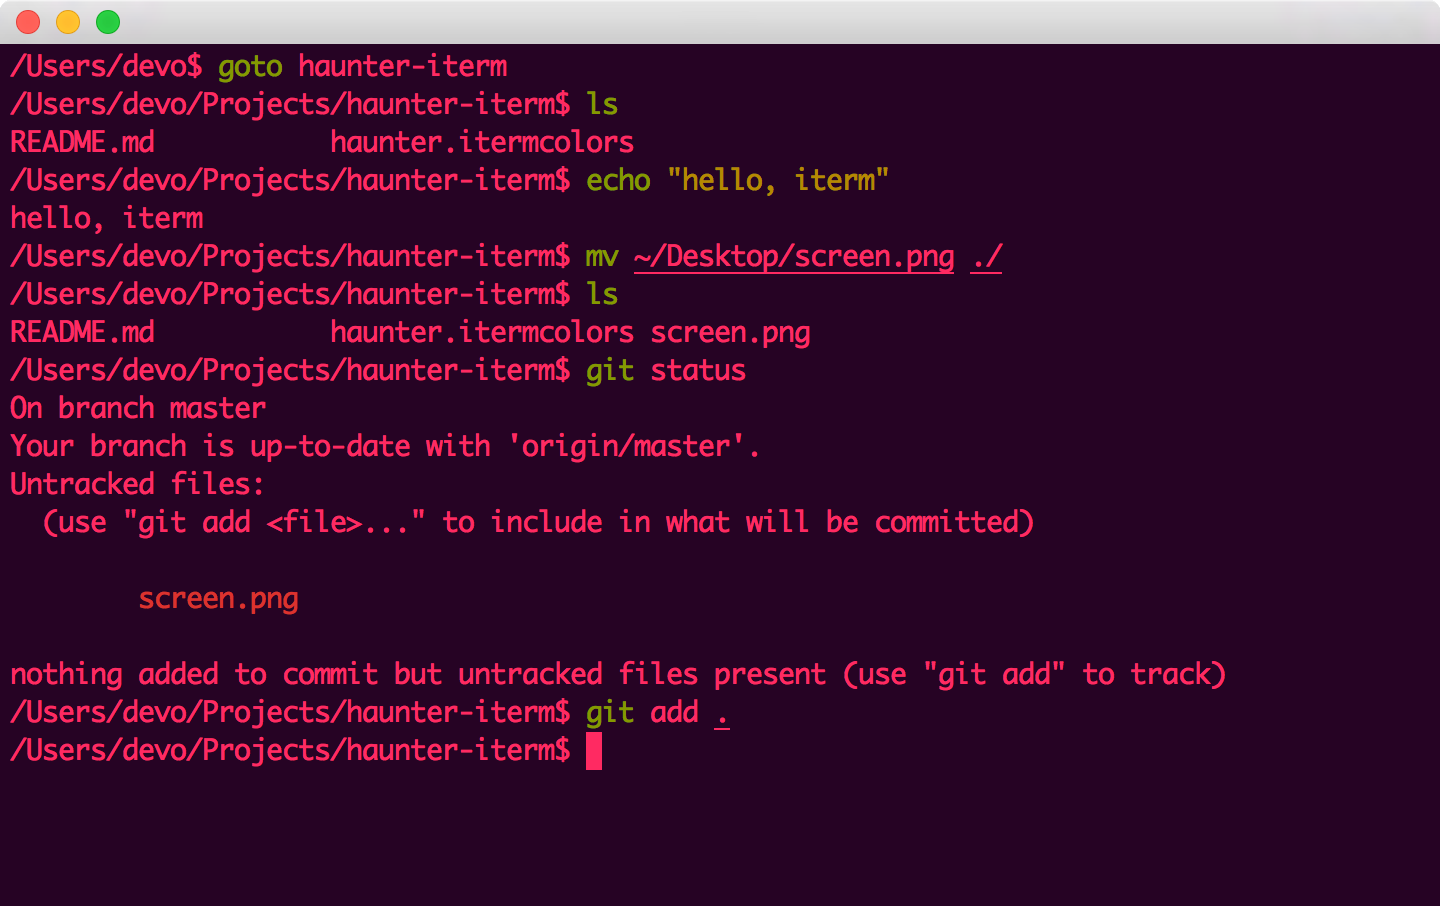 /Users/devo$ goto haunter-iterm
/Users/devo/Projects/haunter-iterm$ ls
README.md           haunter.itermcolors
/Users/devo/Projects/haunter-iterm$ echo "hello, iterm"
hello, iterm
/Users/devo/Projects/haunter-iterm$ mv ~/Desktop/screen.png ./
/Users/devo/Projects/haunter-iterm$ ls
README.md           haunter.itermcolors screen.png
/Users/devo/Projects/haunter-iterm$ git status
On branch master
Your branch is up-to-date with 'origin/master'.
Untracked files:
  (use "git add <file>..." to include in what will be committed)

        screen.png

nothing added to commit but untracked files present (use "git add" to track)
/Users/devo/Projects/haunter-iterm$ git add .
/Users/devo/Projects/haunter-iterm$